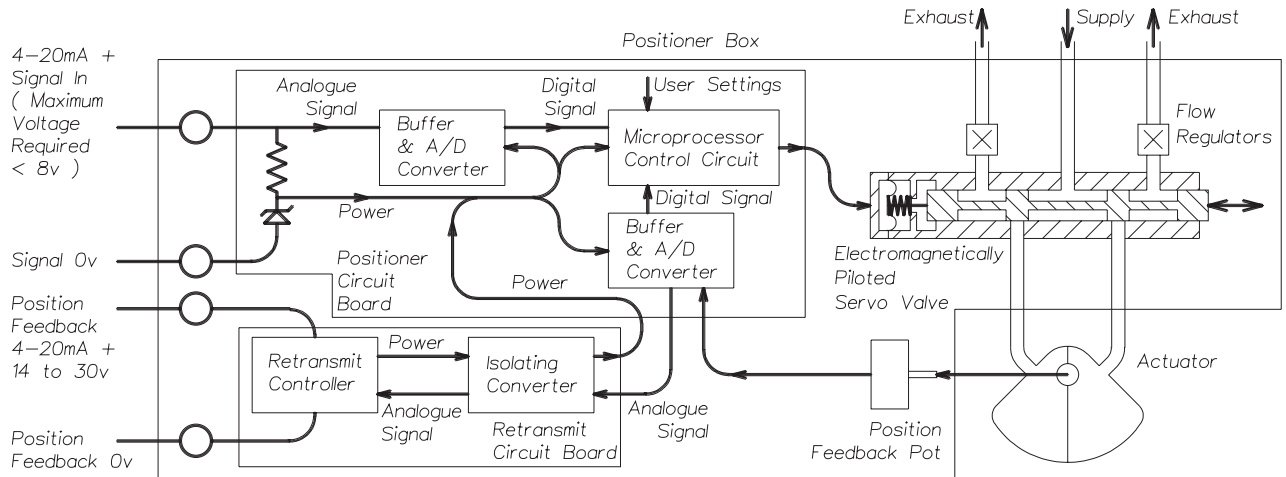 Exhaust
Supply
Exhaust
Positioner Box
4-20mA +
Signal In
( Maximum
Voltage
Required
< 8v )
Analogue
Signal
Digital
Signal
User Settings
Buffer
& A/D
Converter
Microprocessor
Control Circuit
Flow
Regulators
Power
Digital Signal
Buffer
& A/D
Converter
Signal 0v
Positioner
Circuit
Board
Electromagnetically
Piloted
Servo Valve
Position
Feedback
4-20mA +
14 to 30v
Power
Retransmit
Controller
Power
Isolating
Converter
Actuator
Analogue
Signal
Analogue
Signal
Retransmit
Circuit Board
Position
Feedback Pot
Position
Feedback 0v